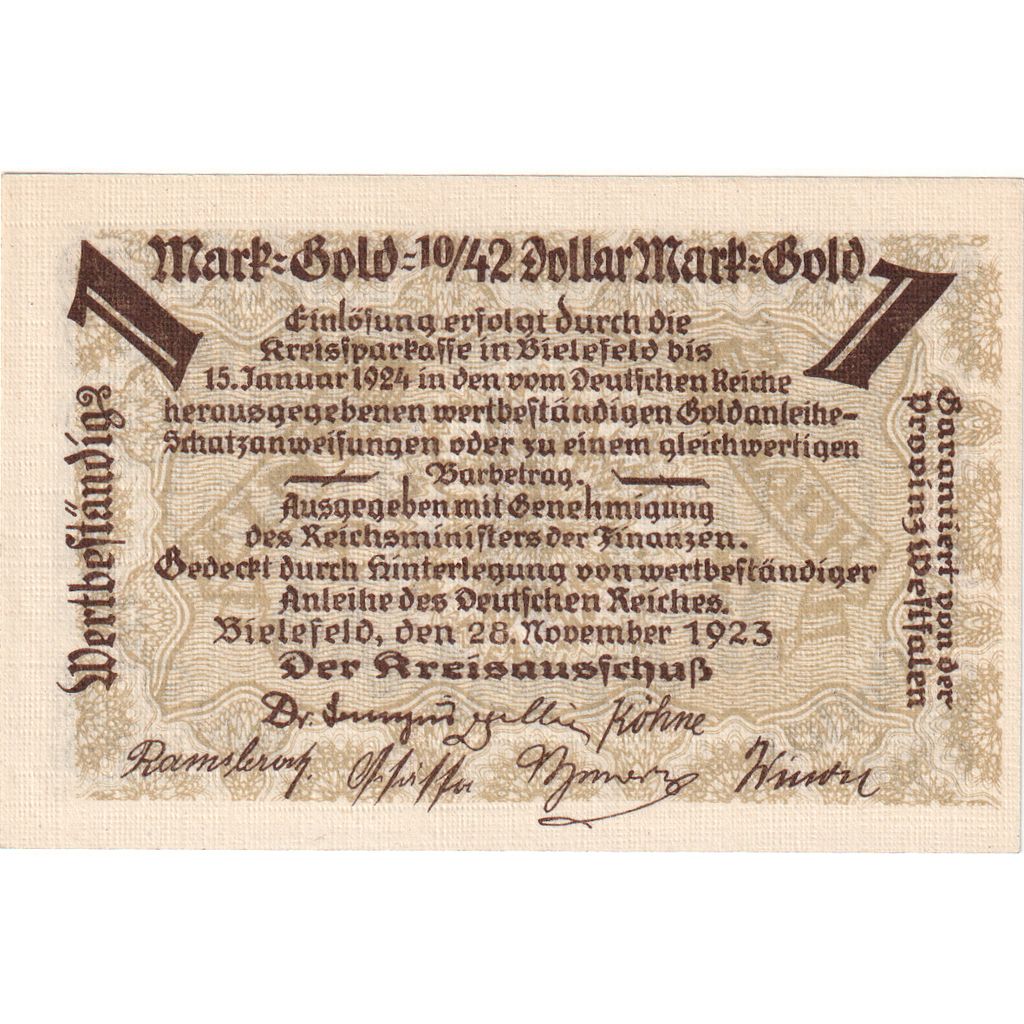 1 Mark=Gold=10/42 Dollar Mark=Gold 1
Einlösung erfolgt durch die
Kreissparkasse in Bielefeld bis
15. Januar 1924 in den vom Deutschen Reiche
herausgegebenen wertbeständigen Goldanleihe-
Schatzanweisungen oder zu einem gleichwertigen
Barbetrag.
Ausgegeben mit Genehmigung
des Reichsministers der Finanzen.
Gedeckt durch Hinterlegung von wertbeständiger
Anleihe des Deutschen Reiches.
Bielefeld, den 28. November 1923
Der Kreisausschuß
Wertbeständig
Garantiert von der
Provinz Westfalen
Dr. Köhne
Ramsbrock.